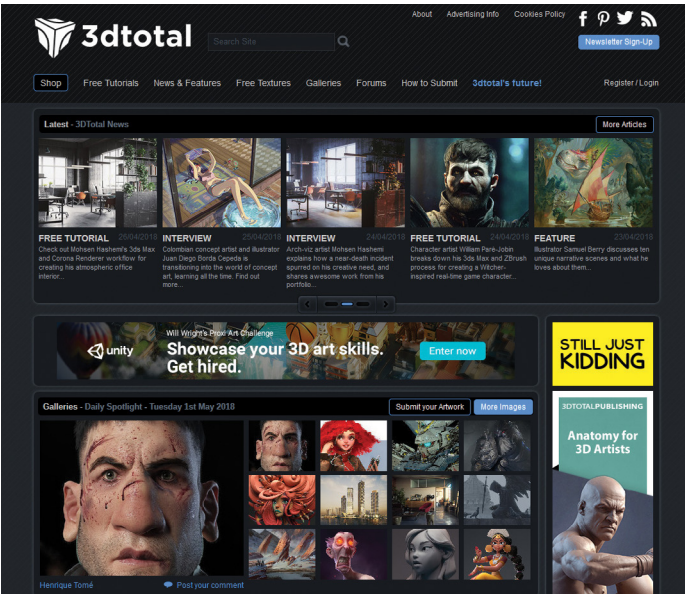 About Advertising Info Cookies Policy
3dtotal
Search Site
Newsletter Sign-Up
Shop Free Tutorials News & Features Free Textures Galleries Forums How to Submit 3dtotal's future! Register / Login
Latest - 3DTotal News
More Articles
FREE TUTORIAL 26/04/2018
Check out Mohsen Hashemi's 3ds Max
and Corona Renderer workflow for
creating his atmospheric office
interior...
INTERVIEW 25/04/2018
Colombian concept artist and illustrator
Juan Diego Borda Cepeda is
transitioning into the world of concept
art, learning all the time. Find out
more...
INTERVIEW 24/04/2018
Arch-viz artist Mohsen Hashemi
explains how a near-death incident
spurred on his creative need, and
shares awesome work from his
portfolio...
FREE TUTORIAL 24/04/2018
Character artist William Paré-Jobin
breaks down his 3ds Max and ZBrush
process for creating a Witcher-
inspired real-time game character...
FEATURE 23/04/2018
Illustrator Samuel Berry discusses ten
unique narrative scenes and what he
loves about them...
unity
Will Wright's Proxi Art Challenge
Showcase your 3D art skills.
Get hired.
Enter now
STILL JUST
KIDDING
Galleries - Daily Spotlight - Tuesday 1st May 2018
Submit your Artwork
More Images
Henrique Tomé
Post your comment
3DTOTALPUBLISHING
Anatomy for
3D Artists